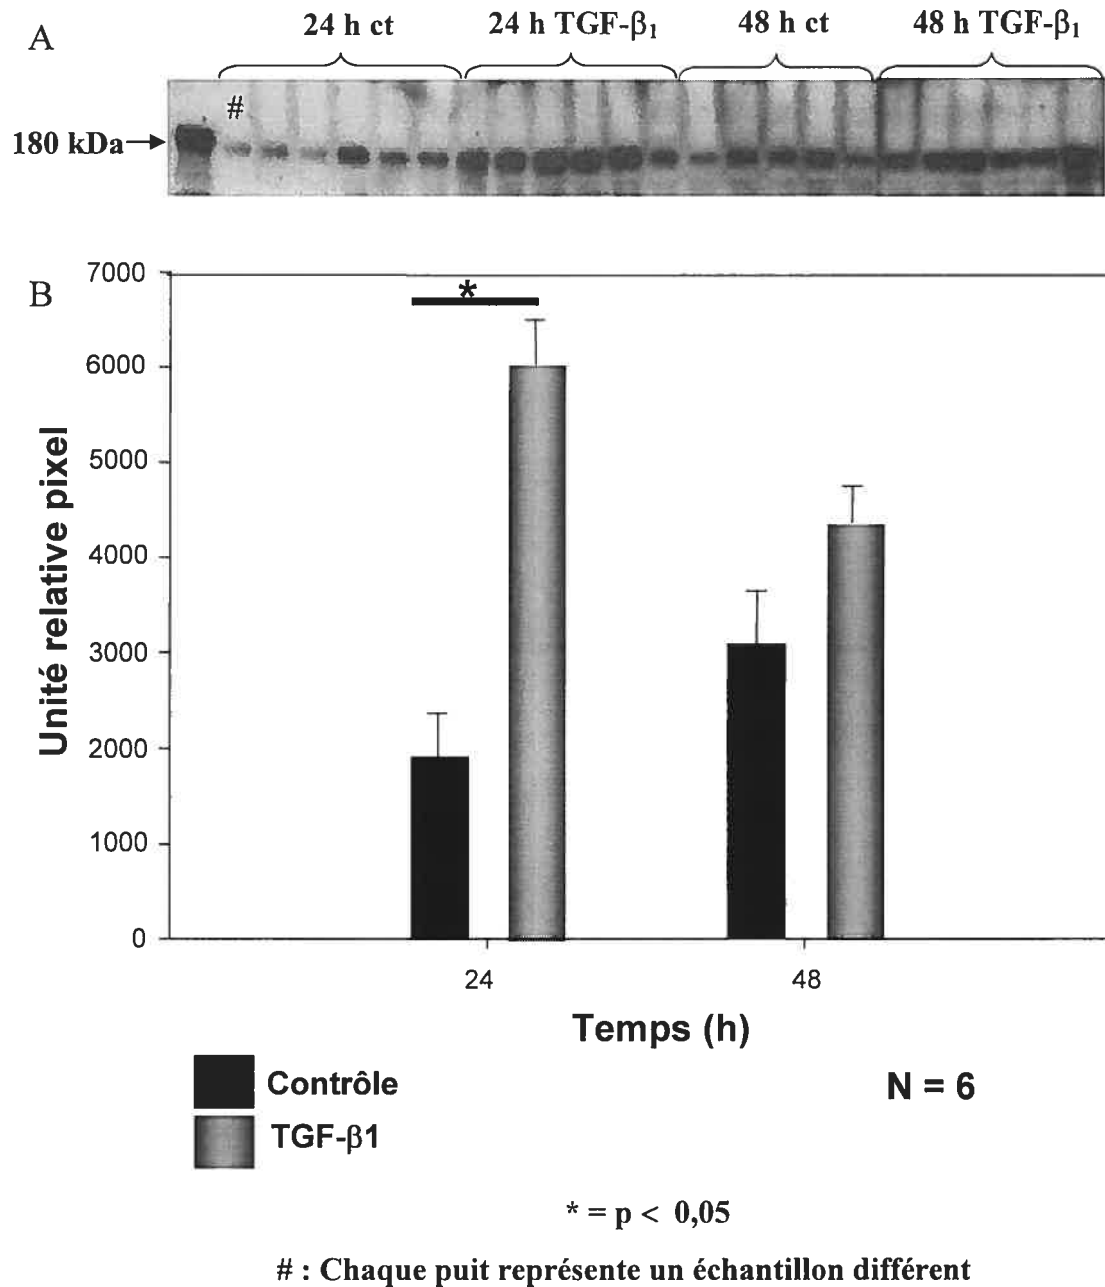 A
24 h ct 24 h TGF-β₁ 48 h ct 48 h TGF-β₁
#
180 kDa
B
7000
6000
5000
4000
3000
2000
1000
0
*
Unité relative pixel
24 48
Temps (h)
Contrôle
N = 6
TGF-β1
* = p < 0,05
# : Chaque puit représente un échantillon différent